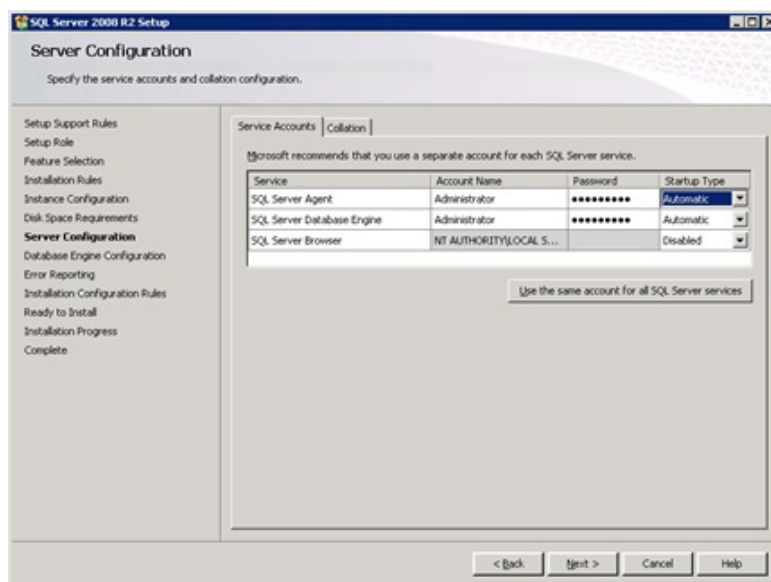 SQL Server 2008 R2 Setup
Server Configuration
Specify the service accounts and collation configuration.
Setup Support Rules
Setup Role
Feature Selection
Installation Rules
Instance Configuration
Disk Space Requirements
Server Configuration
Database Engine Configuration
Error Reporting
Installation Configuration Rules
Ready to Install
Installation Progress
Complete
Service Accounts Collation
Microsoft recommends that you use a separate account for each SQL Server service.
Service Account Name Password Startup Type
SQL Server Agent Administrator ●●●●●●●●● Automatic
SQL Server Database Engine Administrator ●●●●●●●●● Automatic
SQL Server Browser NT AUTHORITY\LOCAL S... Disabled
Use the same account for all SQL Server services
< Back Next > Cancel Help